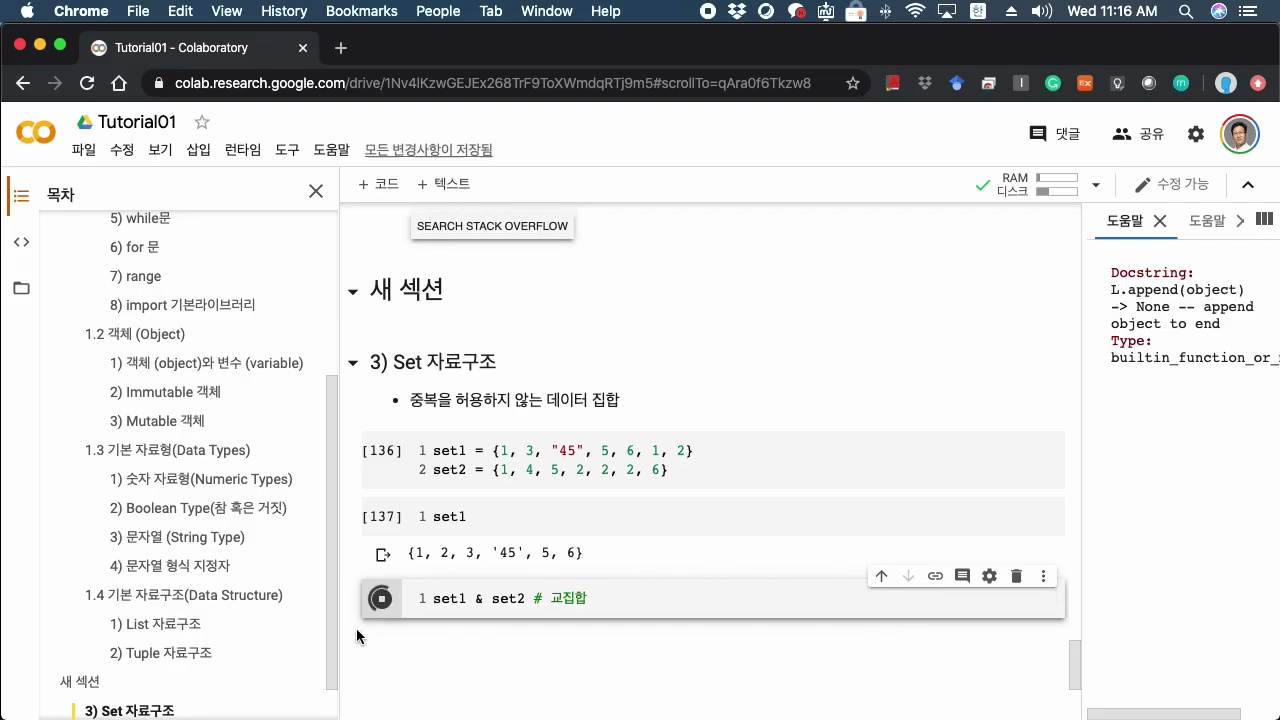 Chrome File Edit View History Bookmarks People Tab Window Help 한 Wed 11:16 AM
Tutorial01 - Colaboratory
colab.research.google.com/drive/1Nv4lKzwGEJEx268TrF9ToXWmdqRTj9m5#scrollTo=qAra0f6Tkzw8
Tutorial01
댓글 공유
파일 수정 보기 삽입 런타임 도구 도움말 모든 변경사항이 저장됨
목차
+ 코드 + 텍스트
RAM
디스크
수정 가능
5) while문
6) for 문
7) range
8) import 기본라이브러리
1.2 객체 (Object)
1) 객체 (object)와 변수 (variable)
2) Immutable 객체
3) Mutable 객체
1.3 기본 자료형(Data Types)
1) 숫자 자료형(Numeric Types)
2) Boolean Type(참 혹은 거짓)
3) 문자열 (String Type)
4) 문자열 형식 지정자
1.4 기본 자료구조(Data Structure)
1) List 자료구조
2) Tuple 자료구조
새 섹션
3) Set 자료구조
SEARCH STACK OVERFLOW
새 섹션
3) Set 자료구조
• 중복을 허용하지 않는 데이터 집합
[136] 1 set1 = {1, 3, "45", 5, 6, 1, 2}
2 set2 = {1, 4, 5, 2, 2, 2, 6}
[137] 1 set1
{1, 2, 3, '45', 5, 6}
1 set1 & set2 # 교집합
도움말 도움말
Docstring:
L.append(object)
-> None -- append
object to end
Type:
builtin_function_or_